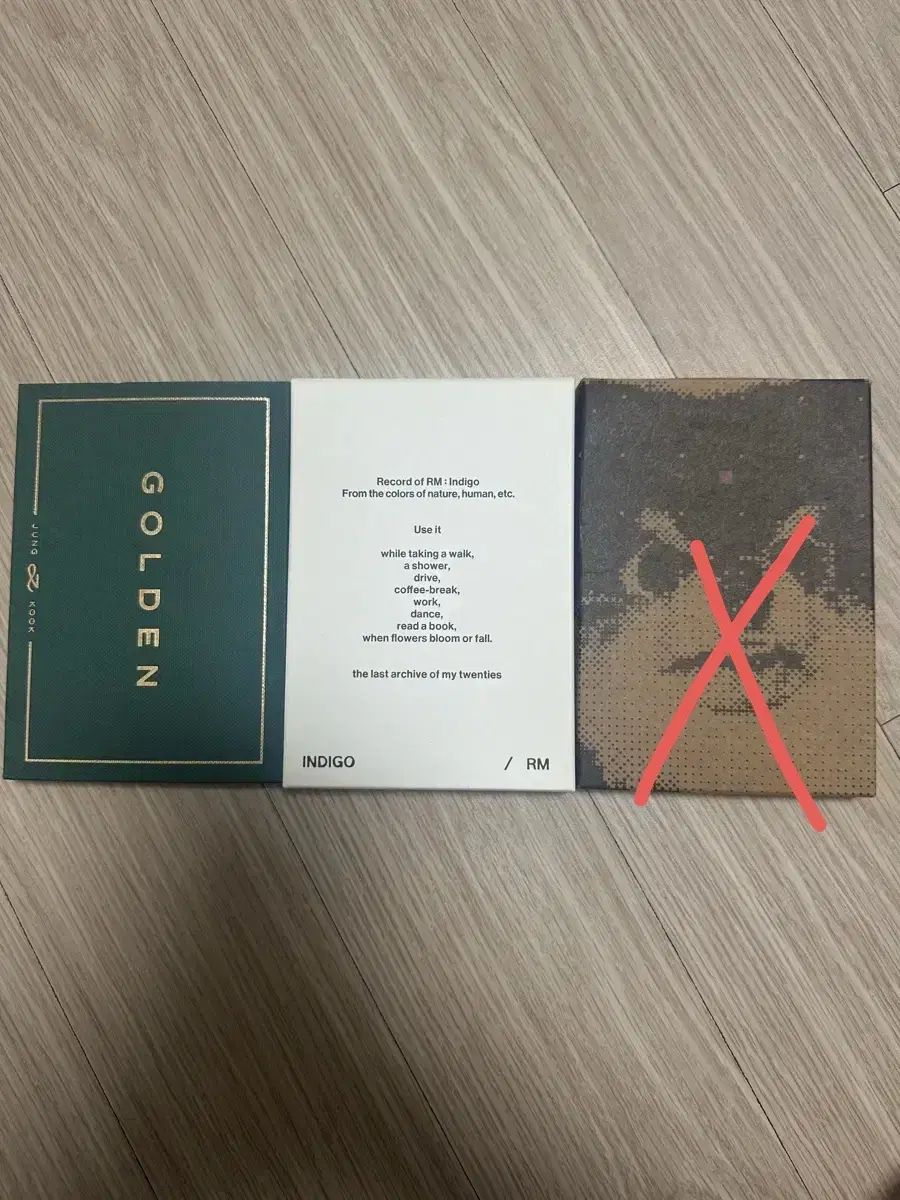 GOLDEN
JUNG KOOK
Record of RM : Indigo
From the colors of nature, human, etc.
Use it
while taking a walk,
a shower,
drive,
coffee-break,
work,
dance,
read a book,
when flowers bloom or fall.
the last archive of my twenties
INDIGO / RM